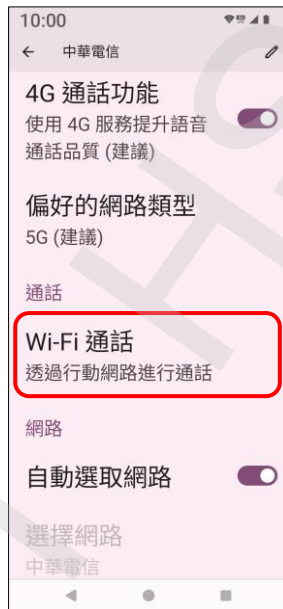 10:00
中華電信
4G 通話功能
使用 4G 服務提升語音
通話品質 (建議)
偏好的網路類型
5G (建議)
通話
Wi-Fi 通話
透過行動網路進行通話
網路
自動選取網路
選擇網路
中華電信